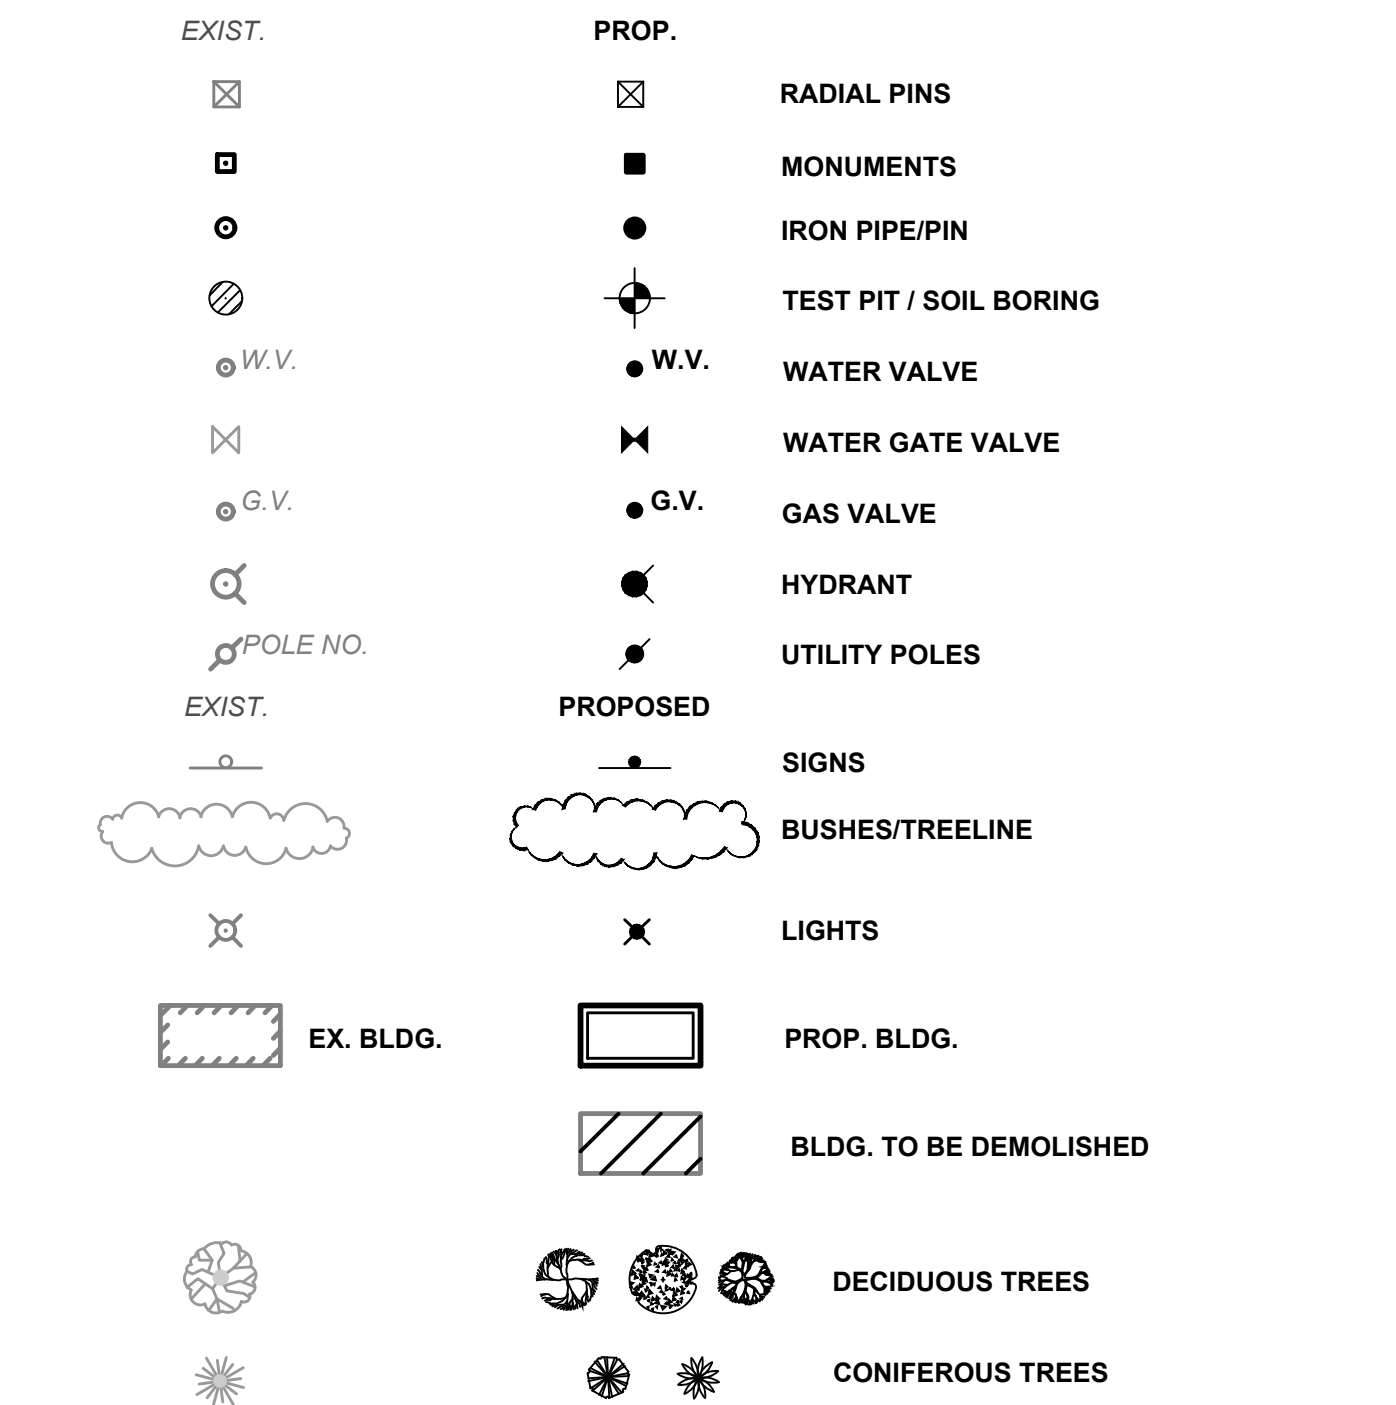 EXIST. PROP.
RADIAL PINS
MONUMENTS
IRON PIPE/PIN
TEST PIT / SOIL BORING
W.V. W.V. WATER VALVE
WATER GATE VALVE
G.V. G.V. GAS VALVE
HYDRANT
POLE NO. UTILITY POLES
EXIST. PROPOSED
SIGNS
BUSHES/TREELINE
LIGHTS
EX. BLDG. PROP. BLDG.
BLDG. TO BE DEMOLISHED
DECIDUOUS TREES
CONIFEROUS TREES